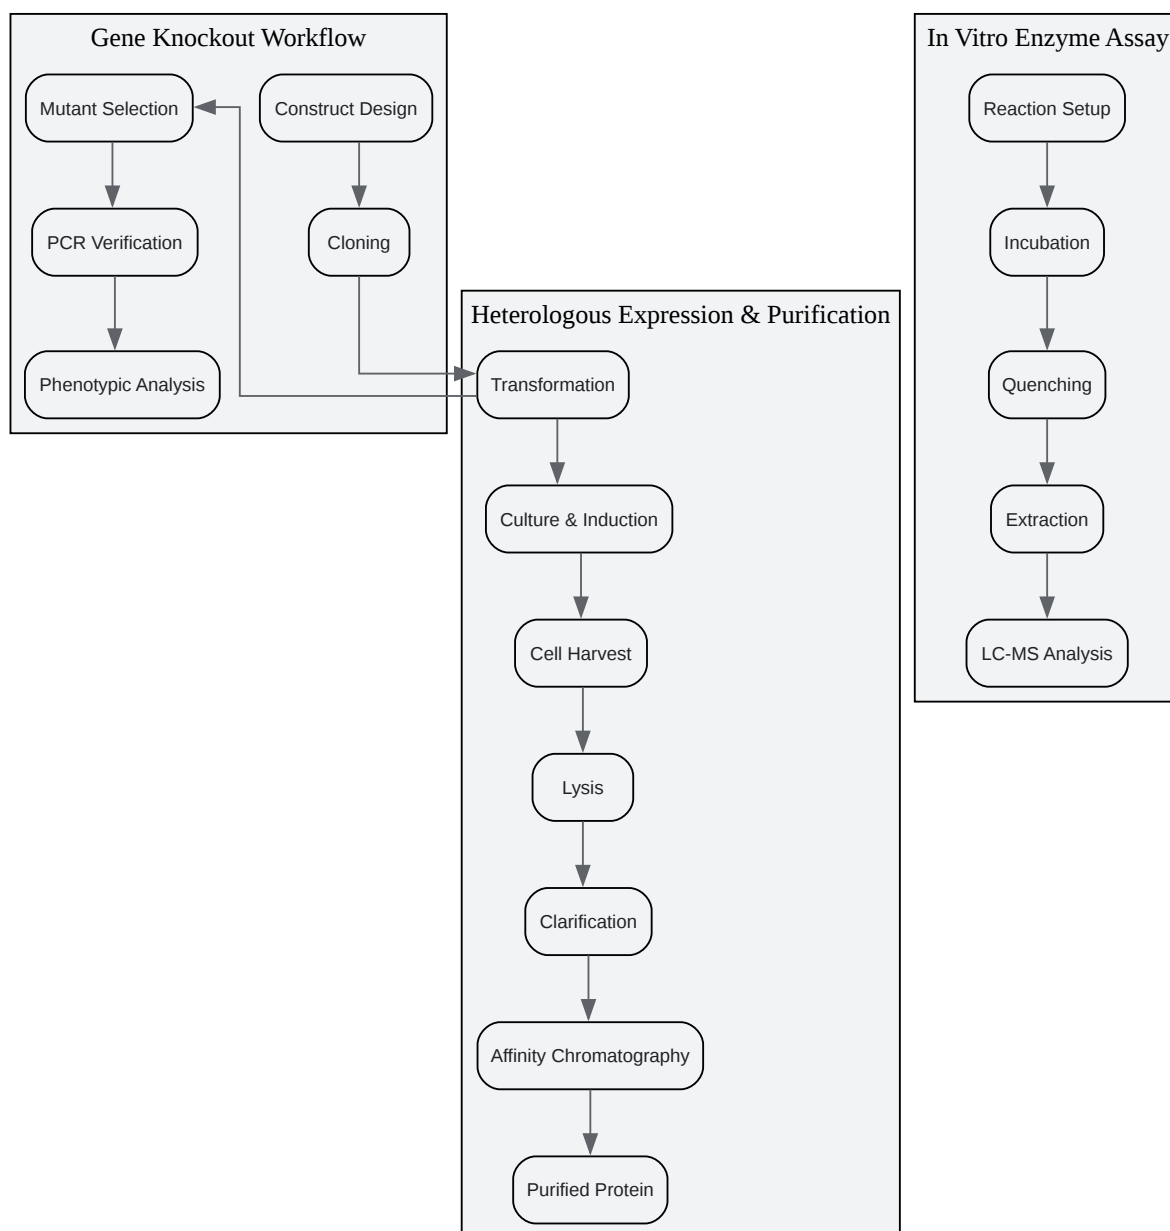 Gene Knockout Workflow
Mutant Selection
Construct Design
PCR Verification
Cloning
Phenotypic Analysis
Heterologous Expression & Purification
Transformation
Culture & Induction
Cell Harvest
Lysis
Clarification
Affinity Chromatography
Purified Protein
In Vitro Enzyme Assay
Reaction Setup
Incubation
Quenching
Extraction
LC-MS Analysis